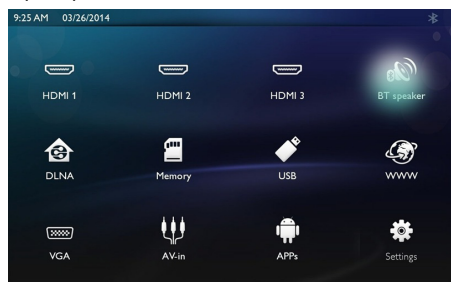 9:25 AM 03/26/2014
HDMI 1 HDMI 2 HDMI 3 BT speaker
DLNA Memory USB WWW
VGA AV-in APPs Settings